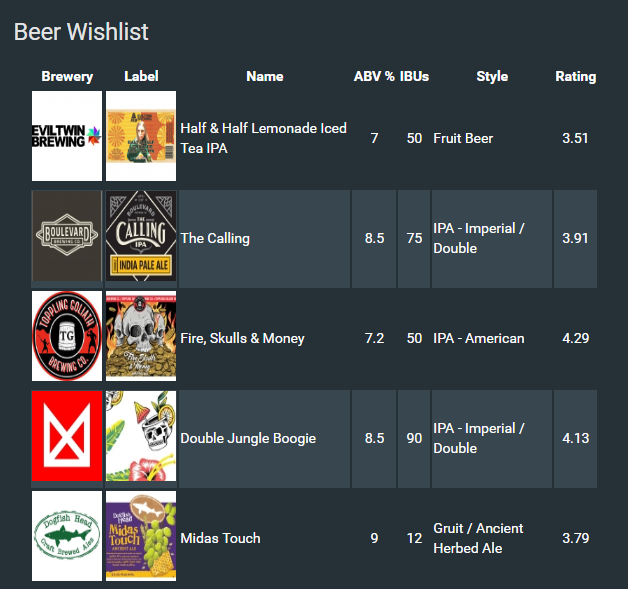 Beer Wishlist
Brewery Label Name ABV % IBUs Style Rating
EVILTWIN
BREWING
Half & Half Lemonade Iced
Tea IPA
7 50 Fruit Beer 3.51
BOULEVARD
BREWING CO.
BOULEVARD
THE
CALLING
IPA
INDIA PALE ALE
The Calling
8.5 75
IPA - Imperial /
Double
3.91
TOPPLING GOLIATH
TG
BREWING CO.
Fire, Skulls & Money 7.2 50 IPA - American 4.29
Double Jungle Boogie 8.5 90
IPA - Imperial /
Double
4.13
Dogfish Head
Craft Brewed Ales
Dogfish
Head
Midas
Touch
ANCIENT ALE
Midas Touch 9 12
Gruit / Ancient
Herbed Ale
3.79